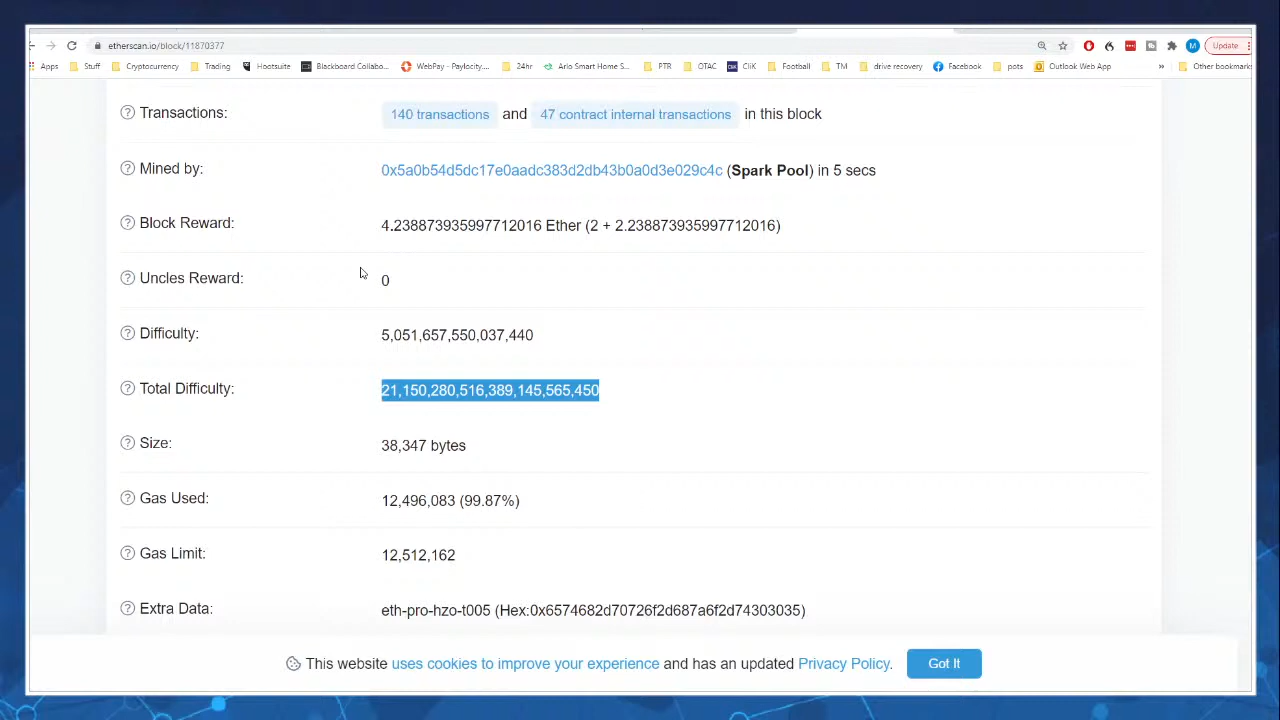 etherscan.io/block/11870377
Update
Apps Stuff Cryptocurrency Trading Hootsuite Blackboard Collabo... WebPay - Paylocity.... 24hr Arlo Smart Home S... PTR OTAC CliK Football TM drive recovery Facebook pots Outlook Web App » Other bookmarks
Transactions: 140 transactions and 47 contract internal transactions in this block
Mined by: 0x5a0b54d5dc17e0aadc383d2db43b0a0d3e029c4c (Spark Pool) in 5 secs
Block Reward: 4.238873935997712016 Ether (2 + 2.238873935997712016)
Uncles Reward: 0
Difficulty: 5,051,657,550,037,440
Total Difficulty: 21,150,280,516,389,145,565,450
Size: 38,347 bytes
Gas Used: 12,496,083 (99.87%)
Gas Limit: 12,512,162
Extra Data: eth-pro-hzo-t005 (Hex:0x6574682d70726f2d687a6f2d74303035)
This website uses cookies to improve your experience and has an updated Privacy Policy. Got It